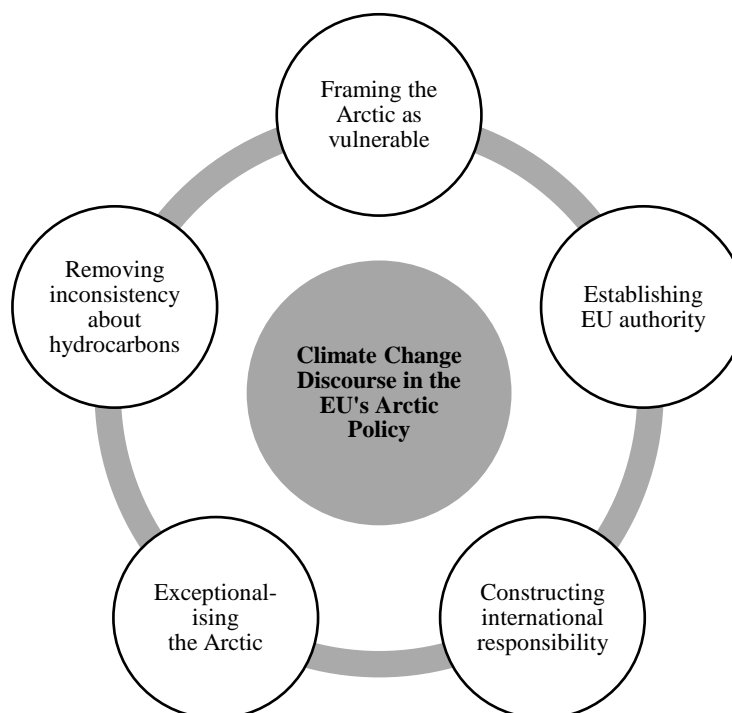 Framing the
Arctic as
vulnerable
Establishing
EU authority
Constructing
international
responsibility
Exceptional-
ising
the Arctic
Removing
inconsistency
about
hydrocarbons
Climate Change
Discourse in the
EU's Arctic
Policy